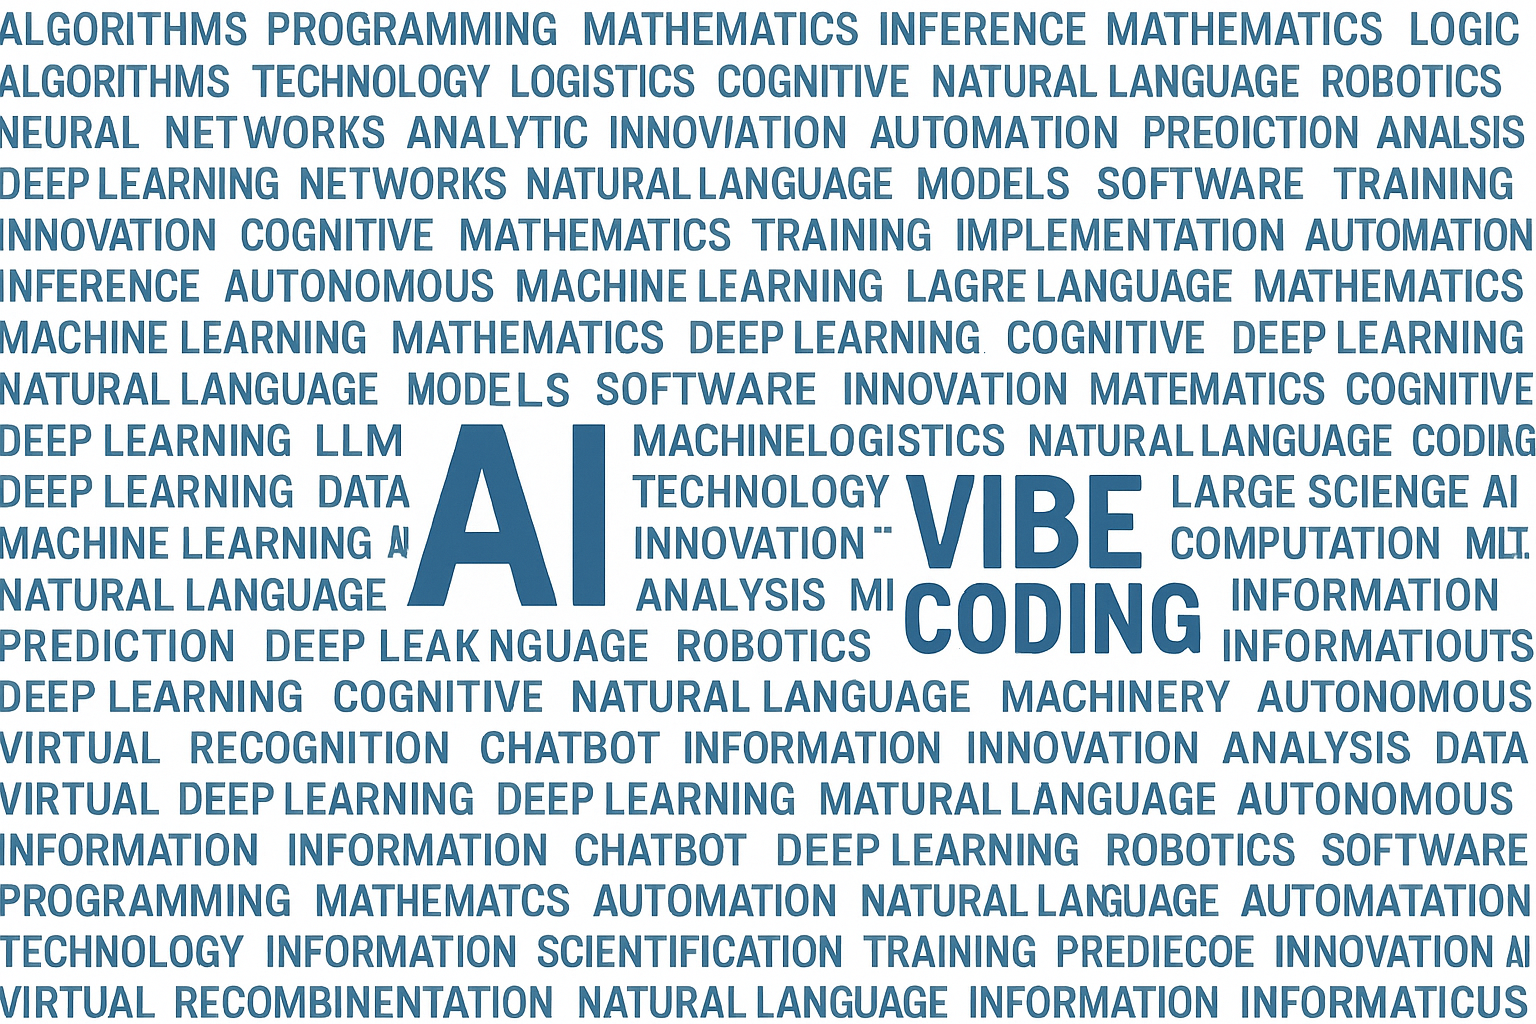 ALGORITHMS PROGRAMMING MATHEMATICS INFERENCE MATHEMATICS LOGIC
ALGORITHMS TECHNOLOGY LOGISTICS COGNITIVE NATURAL LANGUAGE ROBOTICS
NEURAL NETWORKS ANALYTIC INNOVIATION AUTOMATION PREOICTION ANALSIS
DEEP LEARNING NETWORKS NATURAL LANGUAGE MODELS SOFTWARE TRAINING
INNOVATION COGNITIVE MATHEMATICS TRAINING IMPLEMENTATION AUTOMATION
INFERENCE AUTONOMOUS MACHINE LEARNING LAGRE LANGUAGE MATHEMATICS
MACHINE LEARNING MATHEMATICS DEEP LEARNING COGNITIVE DEEP LEARNING
NATURAL LANGUAGE MODELS SOFTWARE INNOVATION MATEMATICS COGNITIVE
DEEP LEARNING LLM MACHINELOGISTICS NATURAL LANGUAGE CODING
DEEP LEARNING DATA AI TECHNOLOGY VIBE LARGE SCIENGE AI
MACHINE LEARNING AI INNOVATION COMPUTATION
NATURAL LANGUAGE ANALYSIS MI CODING INFORMATION
PREDICTION DEEP LEAK NGUAGE ROBOTICS INFORMATIOUTS
DEEP LEARNING COGNITIVE NATURAL LANGUAGE MACHINERY AUTONOMOUS
VIRTUAL RECOGNITION CHATBOT INFORMATION INNOVATION ANALYSIS DATA
VIRTUAL DEEP LEARNING DEEP LEARNING MATURAL LANGUAGE AUTONOMOUS
INFORMATION INFORMATION CHATBOT DEEP LEARNING ROBOTICS SOFTWARE
PROGRAMMING MATHEMATCS AUTOMATION NATURAL LANGUAGE AUTOMATATION
TECHNOLOGY INFORMATION SCIENTIFICATION TRAINING PREDIECOE INNOVATION AI
VIRTUAL RECOMBINENTATION NATURAL LANGUAGE INFORMATION INFORMATICUS